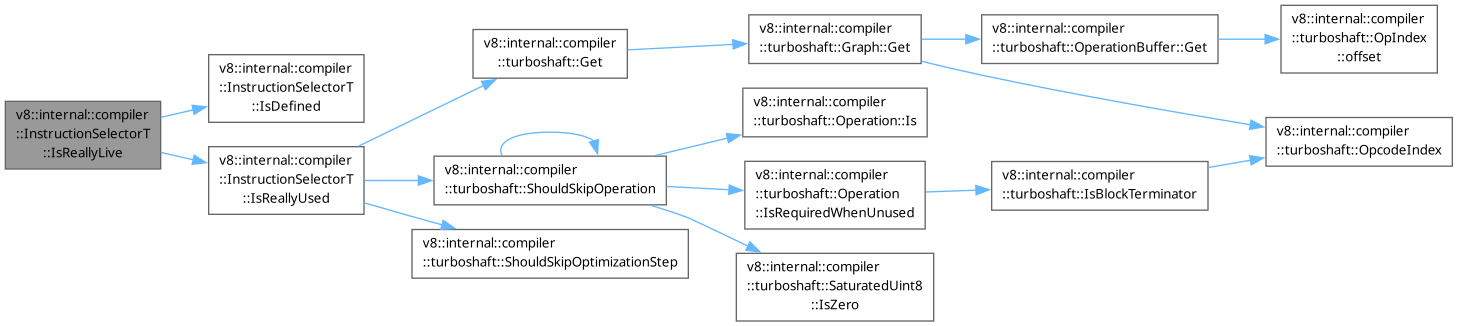 v8::internal::compiler
::InstructionSelectorT
::IsReallyLive
v8::internal::compiler
::InstructionSelectorT
::IsDefined
v8::internal::compiler
::InstructionSelectorT
::IsReallyUsed
v8::internal::compiler
::turboshaft::Get
v8::internal::compiler
::turboshaft::ShouldSkipOperation
v8::internal::compiler
::turboshaft::ShouldSkipOptimizationStep
v8::internal::compiler
::turboshaft::Graph::Get
v8::internal::compiler
::turboshaft::Operation::Is
v8::internal::compiler
::turboshaft::Operation
::IsRequiredWhenUnused
v8::internal::compiler
::turboshaft::SaturatedUint8
::IsZero
v8::internal::compiler
::turboshaft::OperationBuffer::Get
v8::internal::compiler
::turboshaft::IsBlockTerminator
v8::internal::compiler
::turboshaft::OpIndex
::offset
v8::internal::compiler
::turboshaft::OpcodeIndex